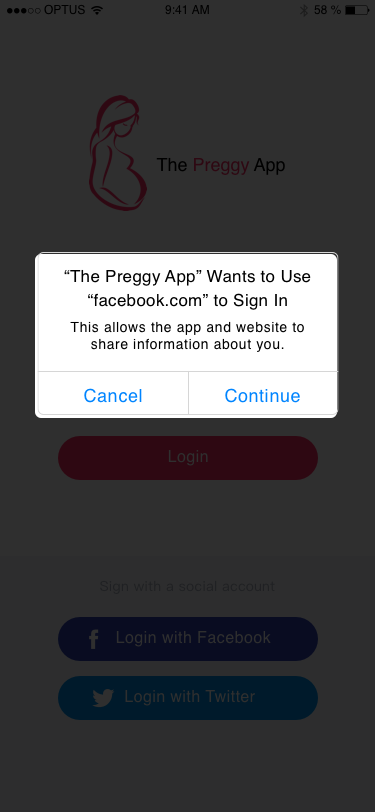 OPTUS 9:41 AM 58 %
The Preggy App
“The Preggy App” Wants to Use
“facebook.com” to Sign In
This allows the app and website to
share information about you.
Cancel Continue
Login
Sign with a social account
Login with Facebook
Login with Twitter